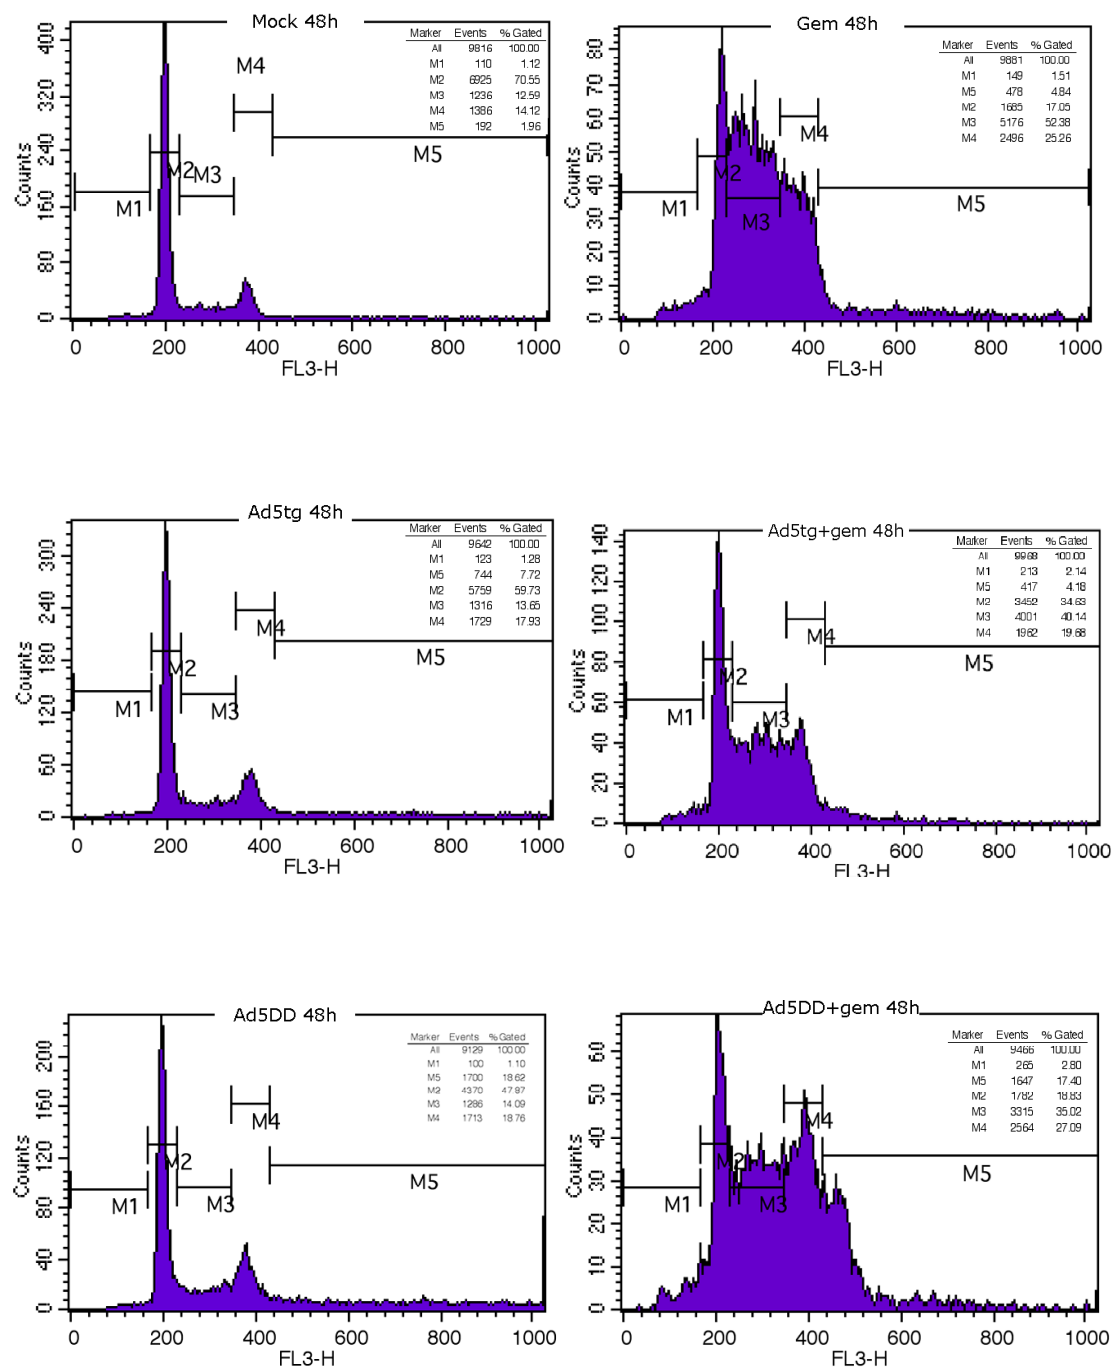 Mock 48h
Marker Events % Gated
All 9816 100.00
M1 110 1.12
M2 6925 70.55
M3 1236 12.59
M4 1386 14.12
M5 192 1.96
400
320
240
160
80
0
Counts
M4
M5
M2
M3
M1
0 200 400 600 800 1000
FL3-H
Gem 48h
Marker Events % Gated
All 9881 100.00
M1 149 1.51
M5 478 4.84
M2 1685 17.05
M3 5176 52.38
M4 2496 25.26
80
70
60
50
40
30
20
10
0
Counts
M4
M2
M5
M1
M3
0 200 400 600 800 1000
FL3-H
Ad5tg 48h
Marker Events % Gated
All 9642 100.00
M1 123 1.28
M5 744 7.72
M2 5759 59.73
M3 1316 13.65
M4 1729 17.93
300
240
180
120
60
0
Counts
M4
M5
M2
M1
M3
0 200 400 600 800 1000
FL3-H
Ad5tg+gem 48h
Marker Events % Gated
All 9968 100.00
M1 213 2.14
M5 417 4.18
M2 3452 34.63
M3 4001 40.14
M4 1962 19.68
140
120
100
80
60
40
20
0
Counts
M4
M5
M2
M1
M3
0 200 400 600 800 1000
FL3-H
Ad5DD 48h
Marker Events % Gated
All 9129 100.00
M1 100 1.10
M5 1700 18.62
M2 4370 47.87
M3 1286 14.09
M4 1713 18.76
200
160
120
80
40
0
Counts
M4
M2
M5
M1
M3
0 200 400 600 800 1000
FL3-H
Ad5DD+gem 48h
Marker Events % Gated
All 9466 100.00
M1 265 2.80
M5 1647 17.40
M2 1782 18.83
M3 3315 35.02
M4 2564 27.09
60
50
40
30
20
10
0
Counts
M4
M2
M5
M1
M3
0 200 400 600 800 1000
FL3-H